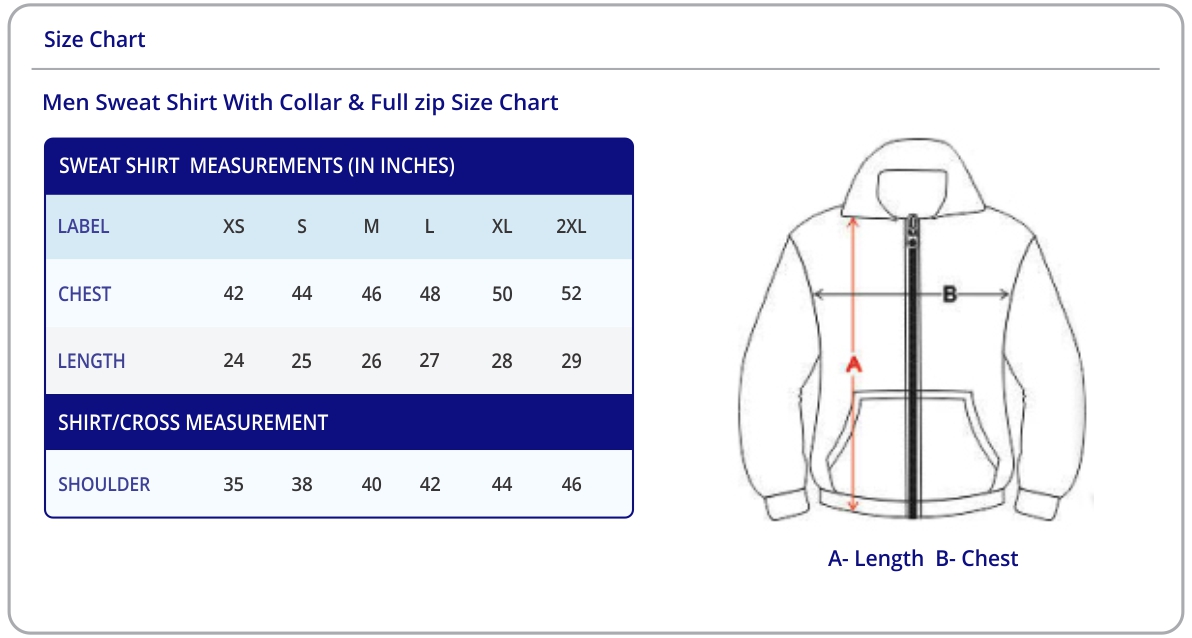 Size Chart
Men Sweat Shirt With Collar & Full zip Size Chart
SWEAT SHIRT  MEASUREMENTS (IN INCHES)
LABEL XS S M L XL 2XL
CHEST 42 44 46 48 50 52
LENGTH 24 25 26 27 28 29
SHIRT/CROSS MEASUREMENT
SHOULDER 35 38 40 42 44 46
B
A
A- Length  B- Chest